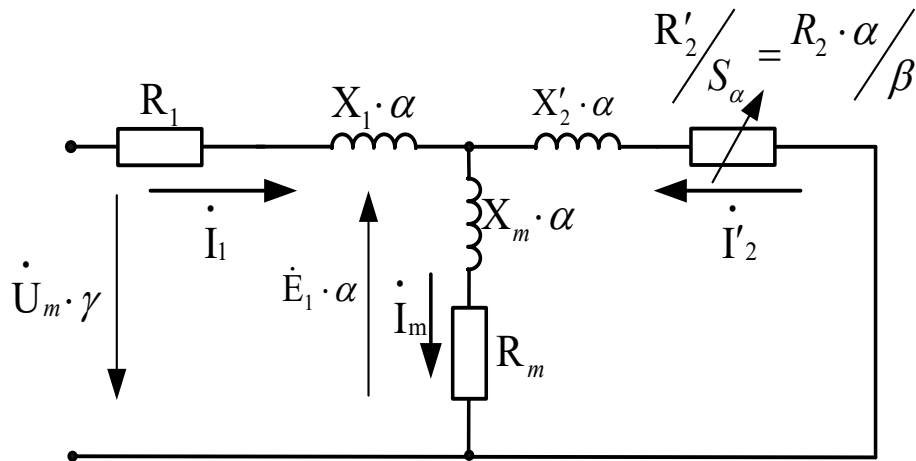 R₁
X₁·α
X′₂·α
R′₂/Sα = R₂·α/β
İ₁
Xₘ·α
İ′₂
U̇ₘ·γ
Ė₁·α
İₘ
Rₘ